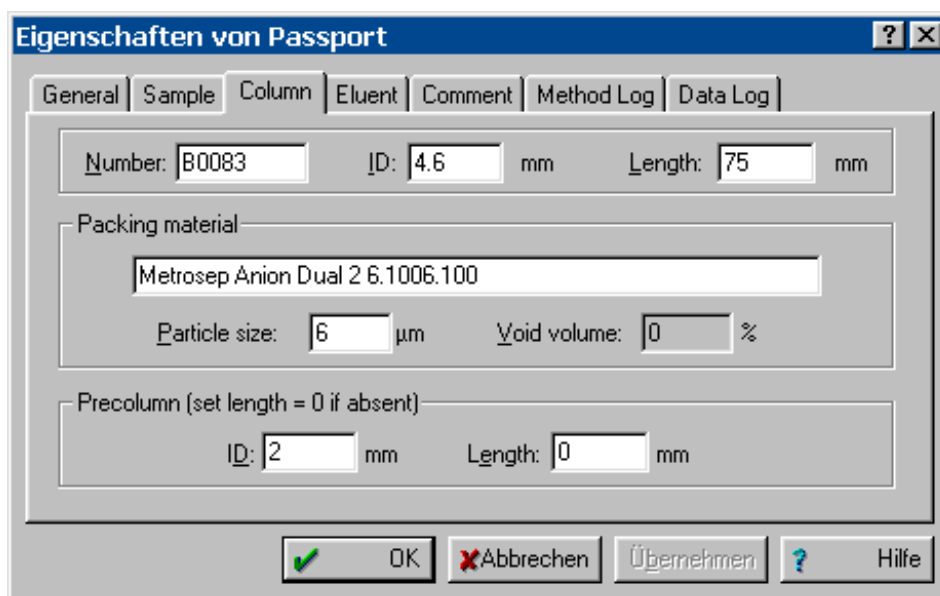 Eigenschaften von Passport ? X
General Sample Column Eluent Comment Method Log Data Log
Number: B0083 ID: 4.6 mm Length: 75 mm
Packing material
Metrosep Anion Dual 2 6.1006.100
Particle size: 6 µm Void volume: 0 %
Precolumn (set length = 0 if absent)
ID: 2 mm Length: 0 mm
OK Abbrechen Übernehmen ? Hilfe